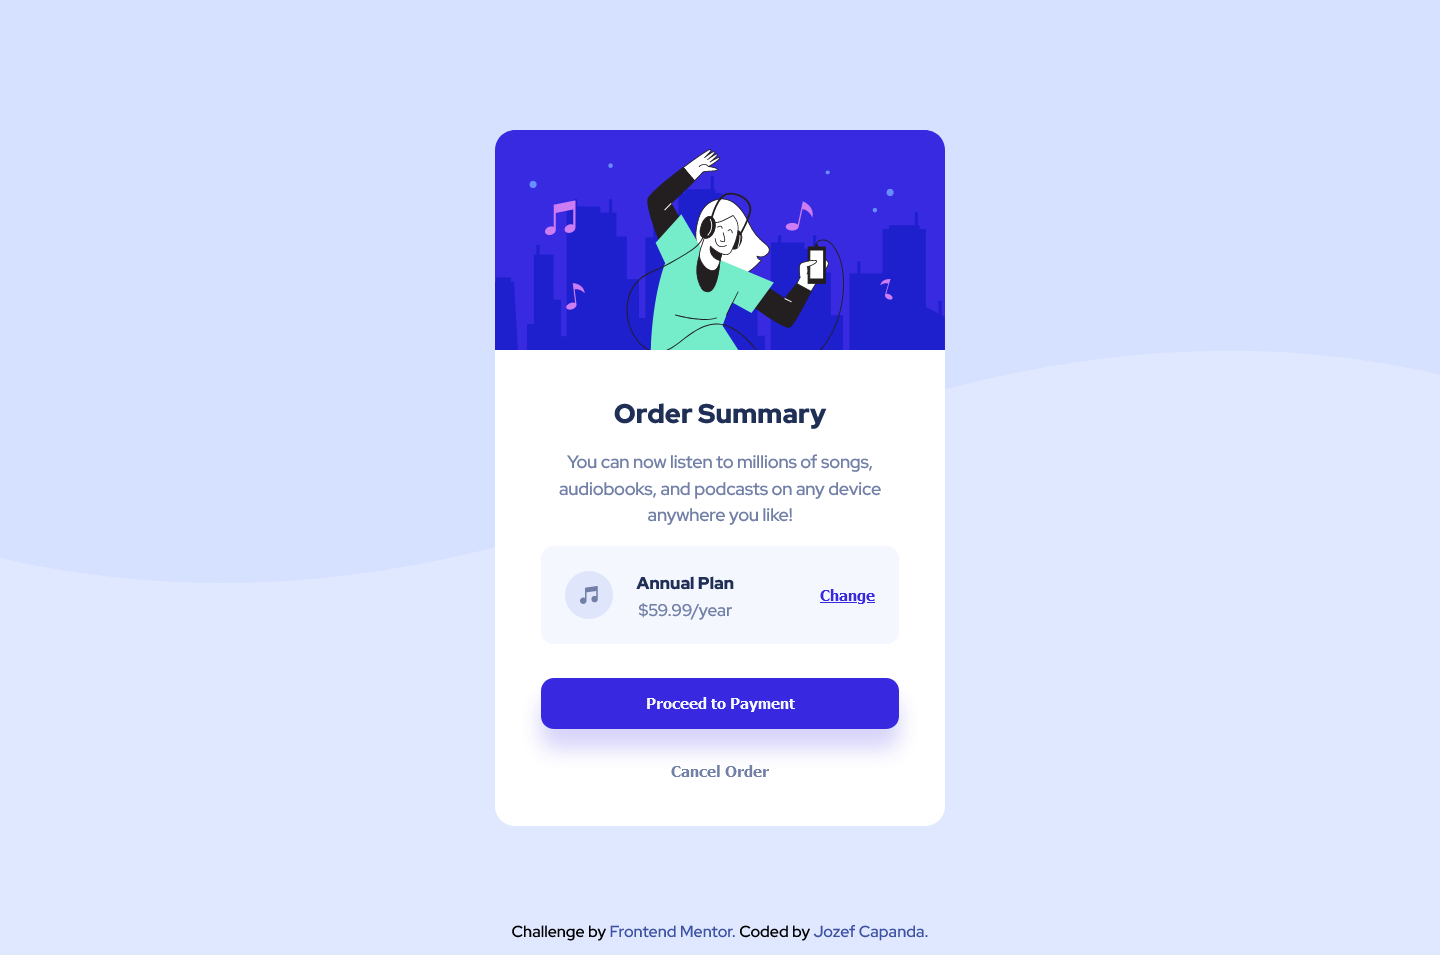 Order Summary
You can now listen to millions of songs,
audiobooks, and podcasts on any device
anywhere you like!
Annual Plan
$59.99/year
Change
Proceed to Payment
Cancel Order
Challenge by Frontend Mentor. Coded by Jozef Capanda.